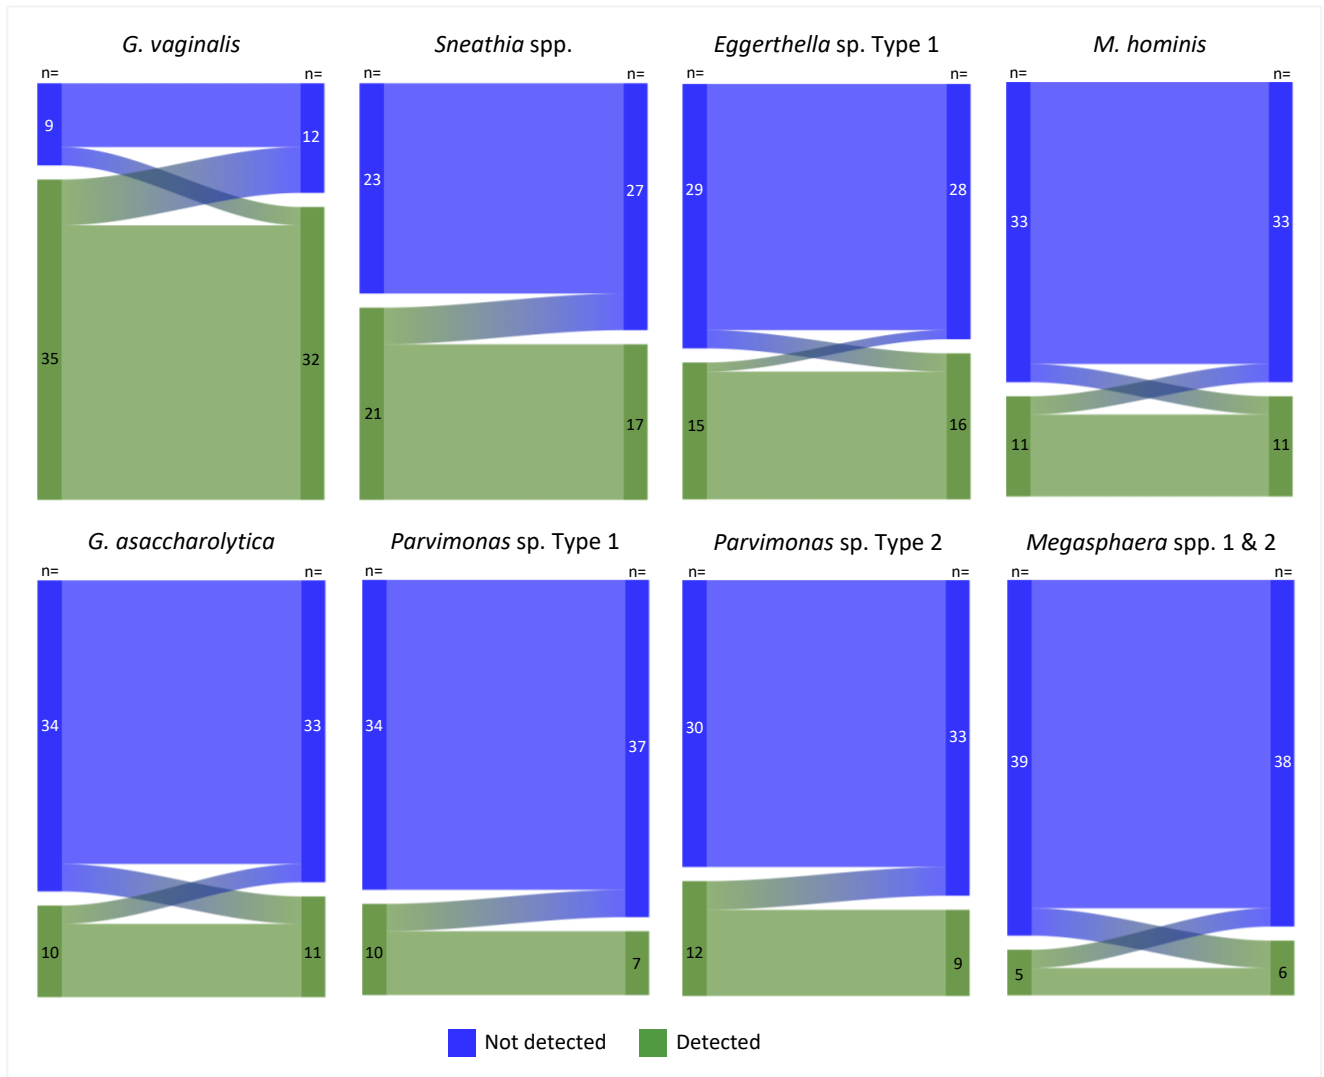 G. vaginalis
Sneathia spp.
Eggerthella sp. Type 1
M. hominis
n=
n=
n=
n=
n=
n=
n=
n=
9
12
35
32
23
27
21
17
29
28
15
16
33
33
11
11
G. asaccharolytica
Parvimonas sp. Type 1
Parvimonas sp. Type 2
Megasphaera spp. 1 & 2
n=
n=
n=
n=
n=
n=
n=
n=
34
33
10
11
34
37
10
7
30
33
12
9
39
38
5
6
Not detected
Detected